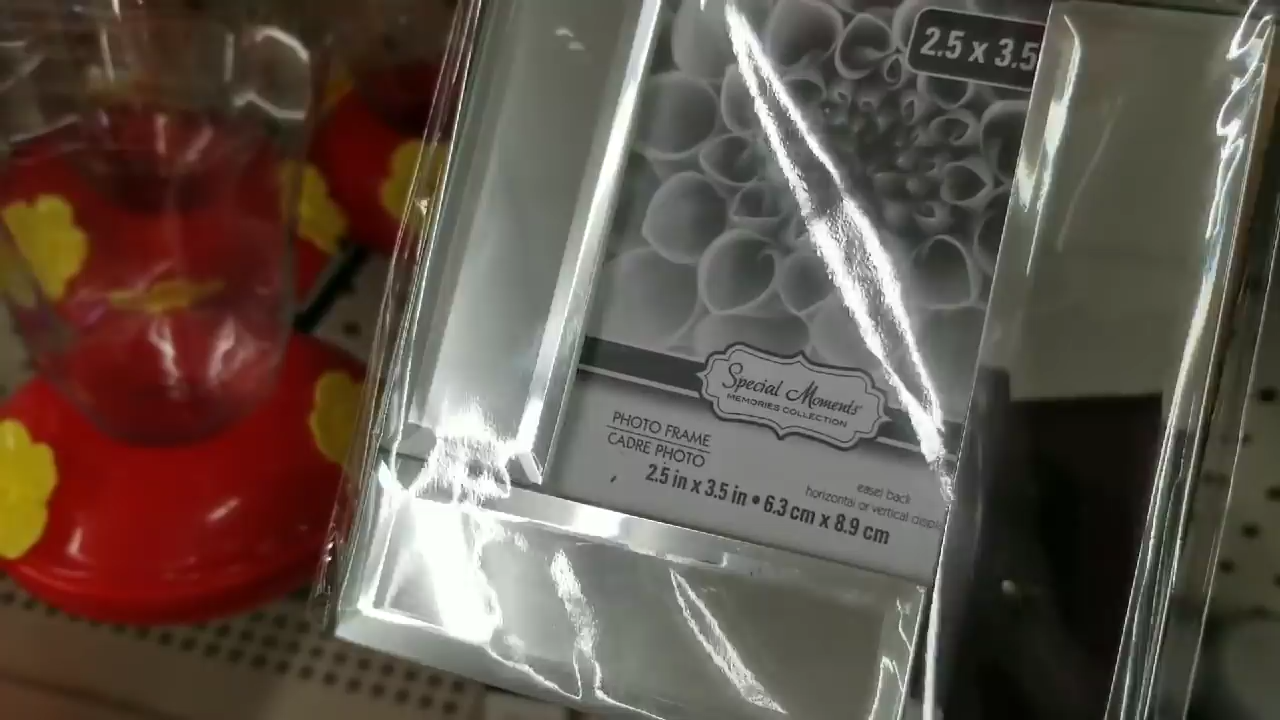 2.5 x 3.5
Special Moments
MEMORIES COLLECTION
PHOTO FRAME
CADRE PHOTO
2.5 in x 3.5 in • 6.3 cm x 8.9 cm
easel back
horizontal or vertical